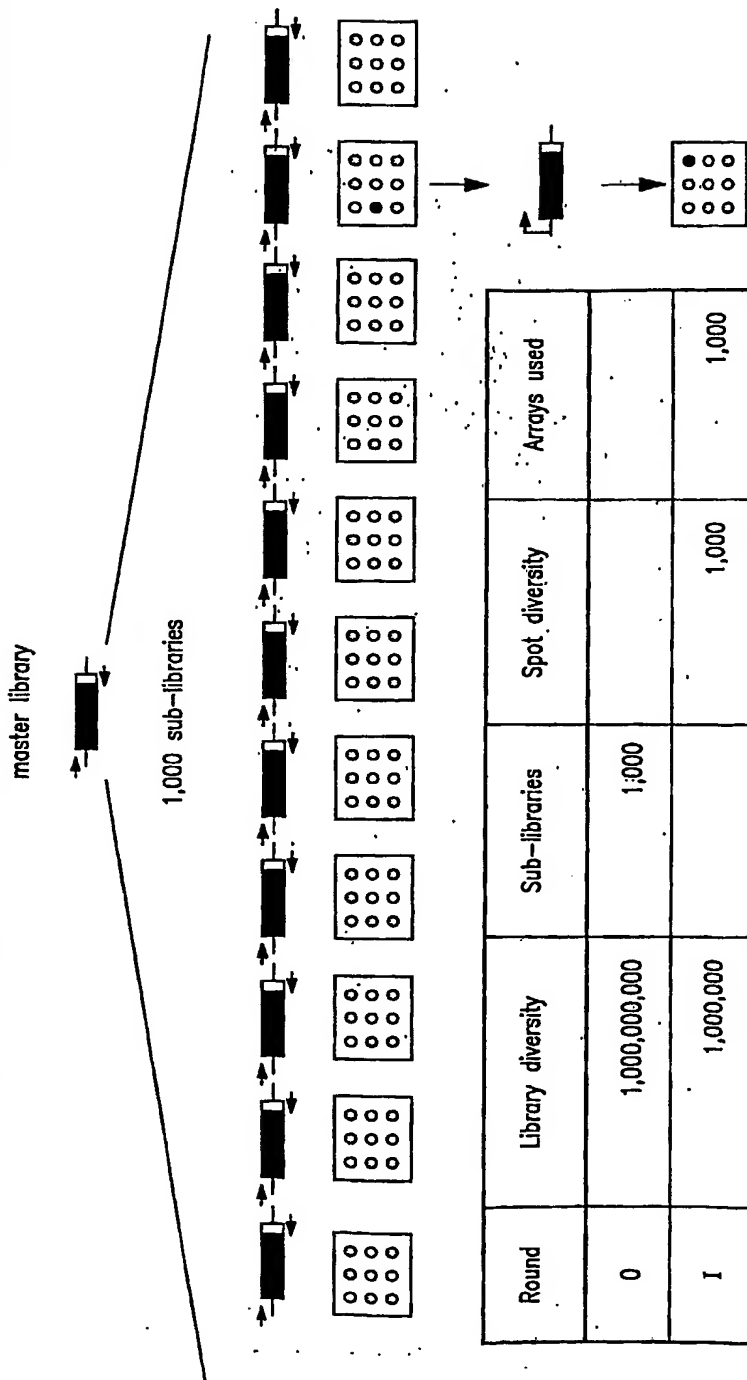 master library
1,000 sub-libraries
Round Library diversity Sub-libraries Spot diversity Arrays used
0 1,000,000,000 1,000
I 1,000,000 1,000 1,000